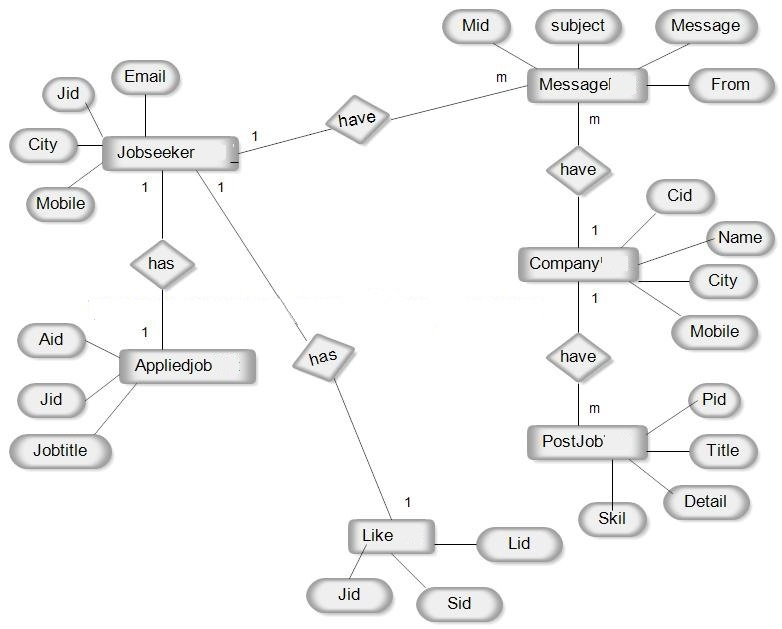 Mid
subject
Message
Email
Jid
m
Message
From
1
have
m
City
Jobseeker
have
1
1
Cid
Mobile
1
Name
has
Company
City
1
1
Mobile
Aid
has
have
Appliedjob
Jid
m
Pid
Jobtitle
PostJob
Title
1
Detail
Skil
Like
Lid
Jid
Sid